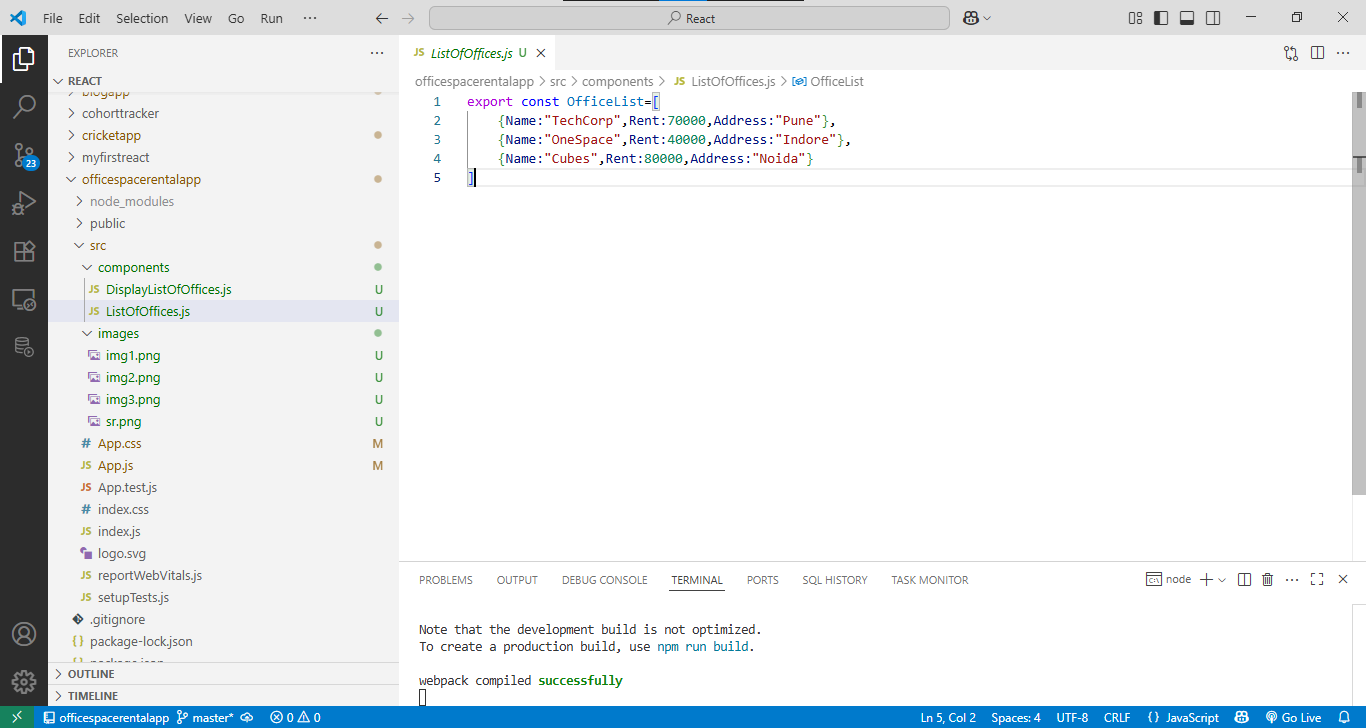 File Edit Selection View Go Run ··· React
EXPLORER
REACT
blogapp
cohorttracker
cricketapp
myfirstreact
officespacerentalapp
node_modules
public
src
components
JS DisplayListOfOffices.js U
JS ListOfOffices.js U
images
img1.png U
img2.png U
img3.png U
sr.png U
# App.css M
JS App.js M
JS App.test.js
# index.css
JS index.js
logo.svg
JS reportWebVitals.js
JS setupTests.js
.gitignore
{} package-lock.json
{} package.json
OUTLINE
TIMELINE
23
JS ListOfOffices.js U
officespacerentalapp > src > components > JS ListOfOffices.js > OfficeList
1 export const OfficeList=[
2 {Name:"TechCorp",Rent:70000,Address:"Pune"},
3 {Name:"OneSpace",Rent:40000,Address:"Indore"},
4 {Name:"Cubes",Rent:80000,Address:"Noida"}
5 ]
PROBLEMS OUTPUT DEBUG CONSOLE TERMINAL PORTS SQL HISTORY TASK MONITOR node
Note that the development build is not optimized.
To create a production build, use npm run build.
webpack compiled successfully
officespacerentalapp master* 0 0 Ln 5, Col 2 Spaces: 4 UTF-8 CRLF {} JavaScript Go Live